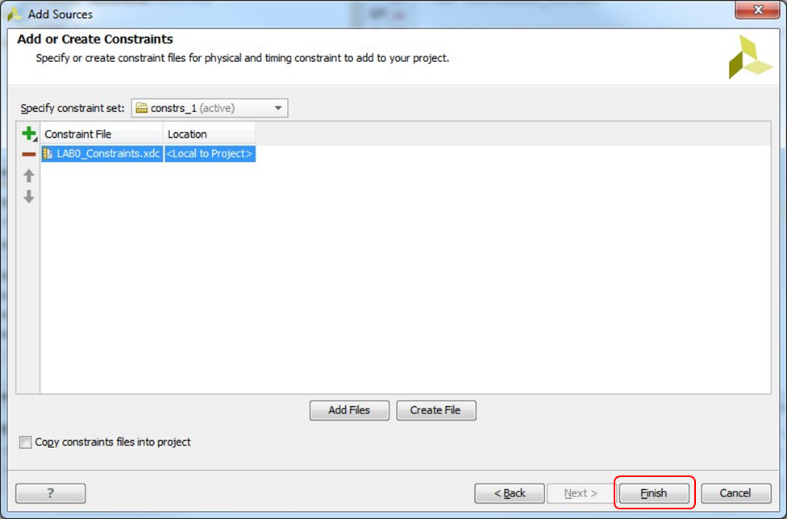 Add Sources
Add or Create Constraints
Specify or create constraint files for physical and timing constraint to add to your project.
Specify constraint set: constrs_1 (active)
Constraint File Location
LAB0_Constraints.xdc <Local to Project>
Add Files Create File
Copy constraints files into project
? < Back Next > Finish Cancel